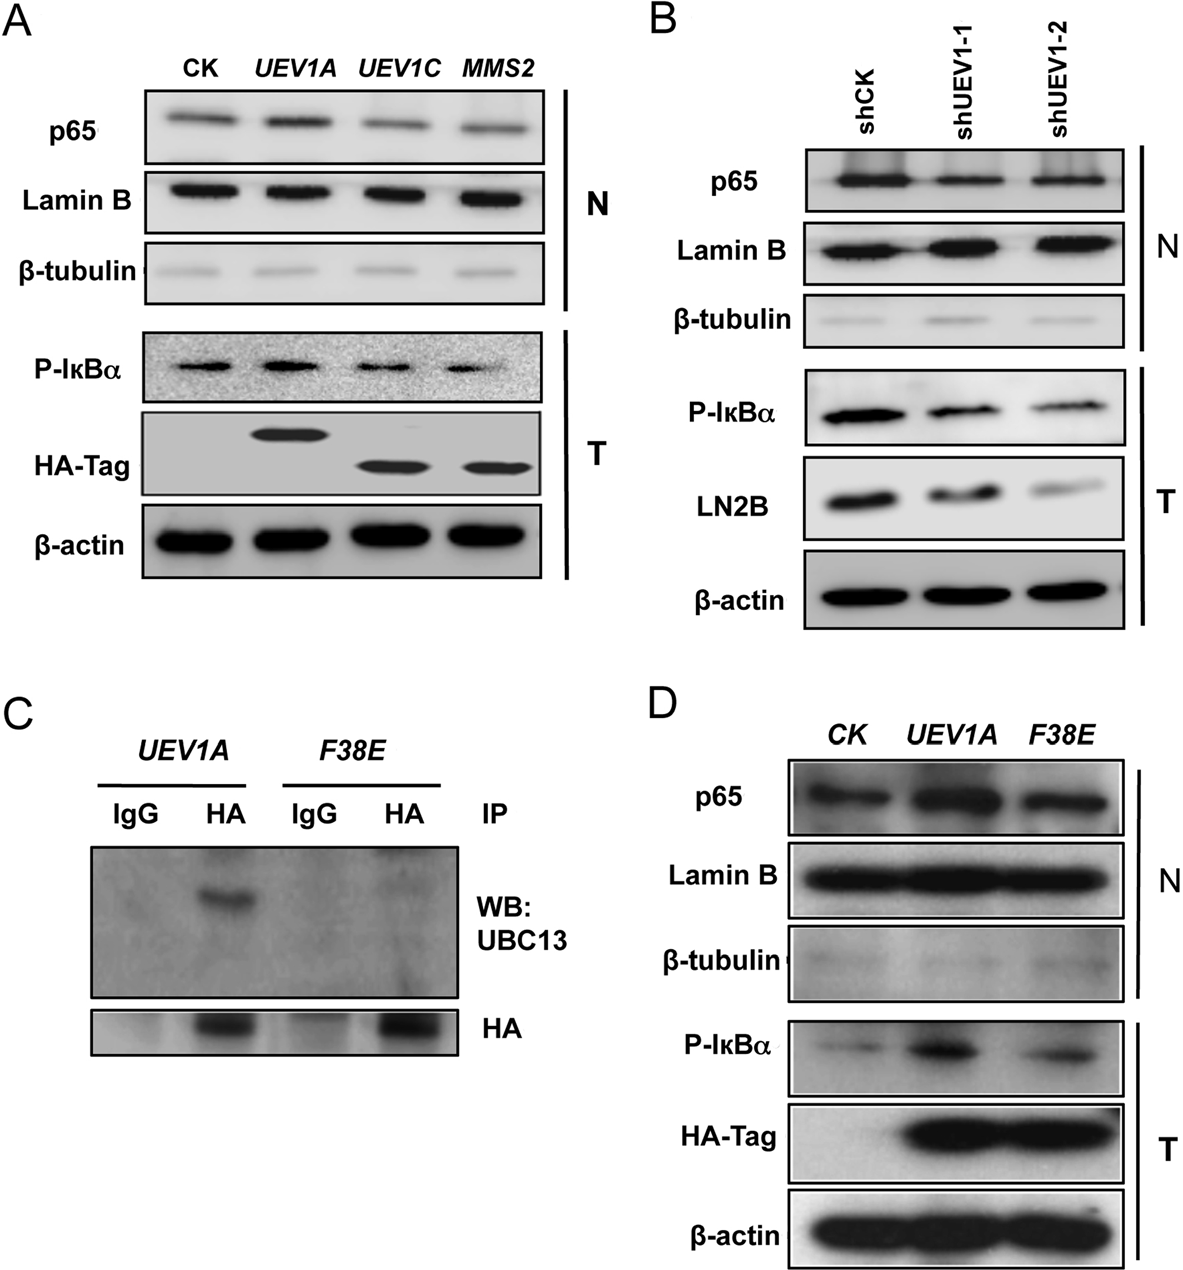 A
CK UEV1A UEV1C MMS2
p65
Lamin B
β-tubulin
N
P-IκBα
HA-Tag
β-actin
T
B
shCK shUEV1-1 shUEV1-2
p65
Lamin B
β-tubulin
N
P-IκBα
LN2B
β-actin
T
C
UEV1A F38E
IgG HA IgG HA IP
WB:
UBC13
HA
D
CK UEV1A F38E
p65
Lamin B
β-tubulin
N
P-IκBα
HA-Tag
β-actin
T